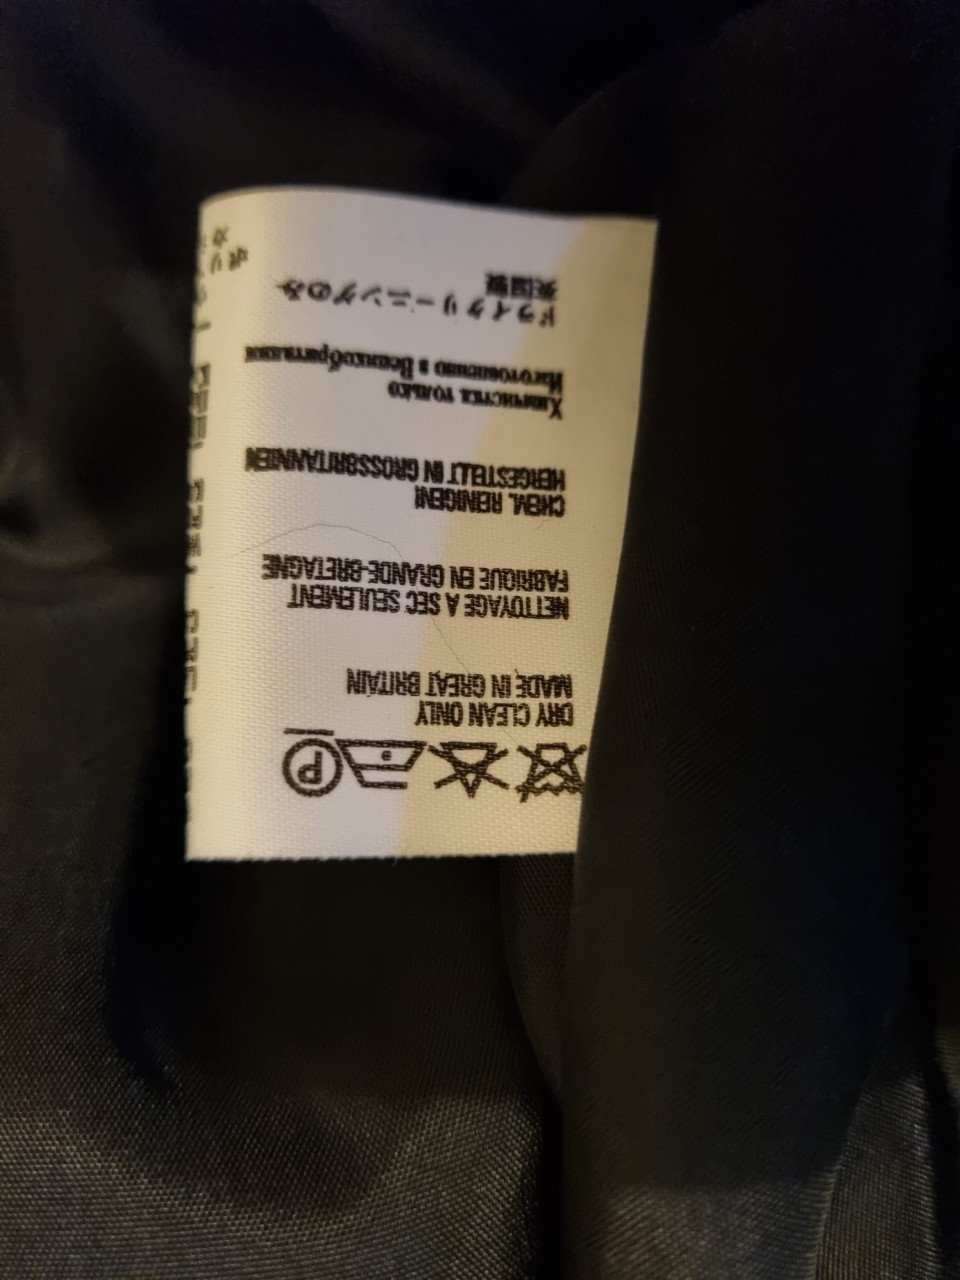 P
DRY CLEAN ONLY
MADE IN GREAT BRITAIN
NETTOYAGE A SEC SEULEMENT
FABRIQUE EN GRANDE-BRETAGNE
CHEM. REINIGEN!
HERGESTELLT IN GROSSBRITANNIEN
Химчистка только
Изготовлено в Великобритании
ドライクリーニングのみ
英国製